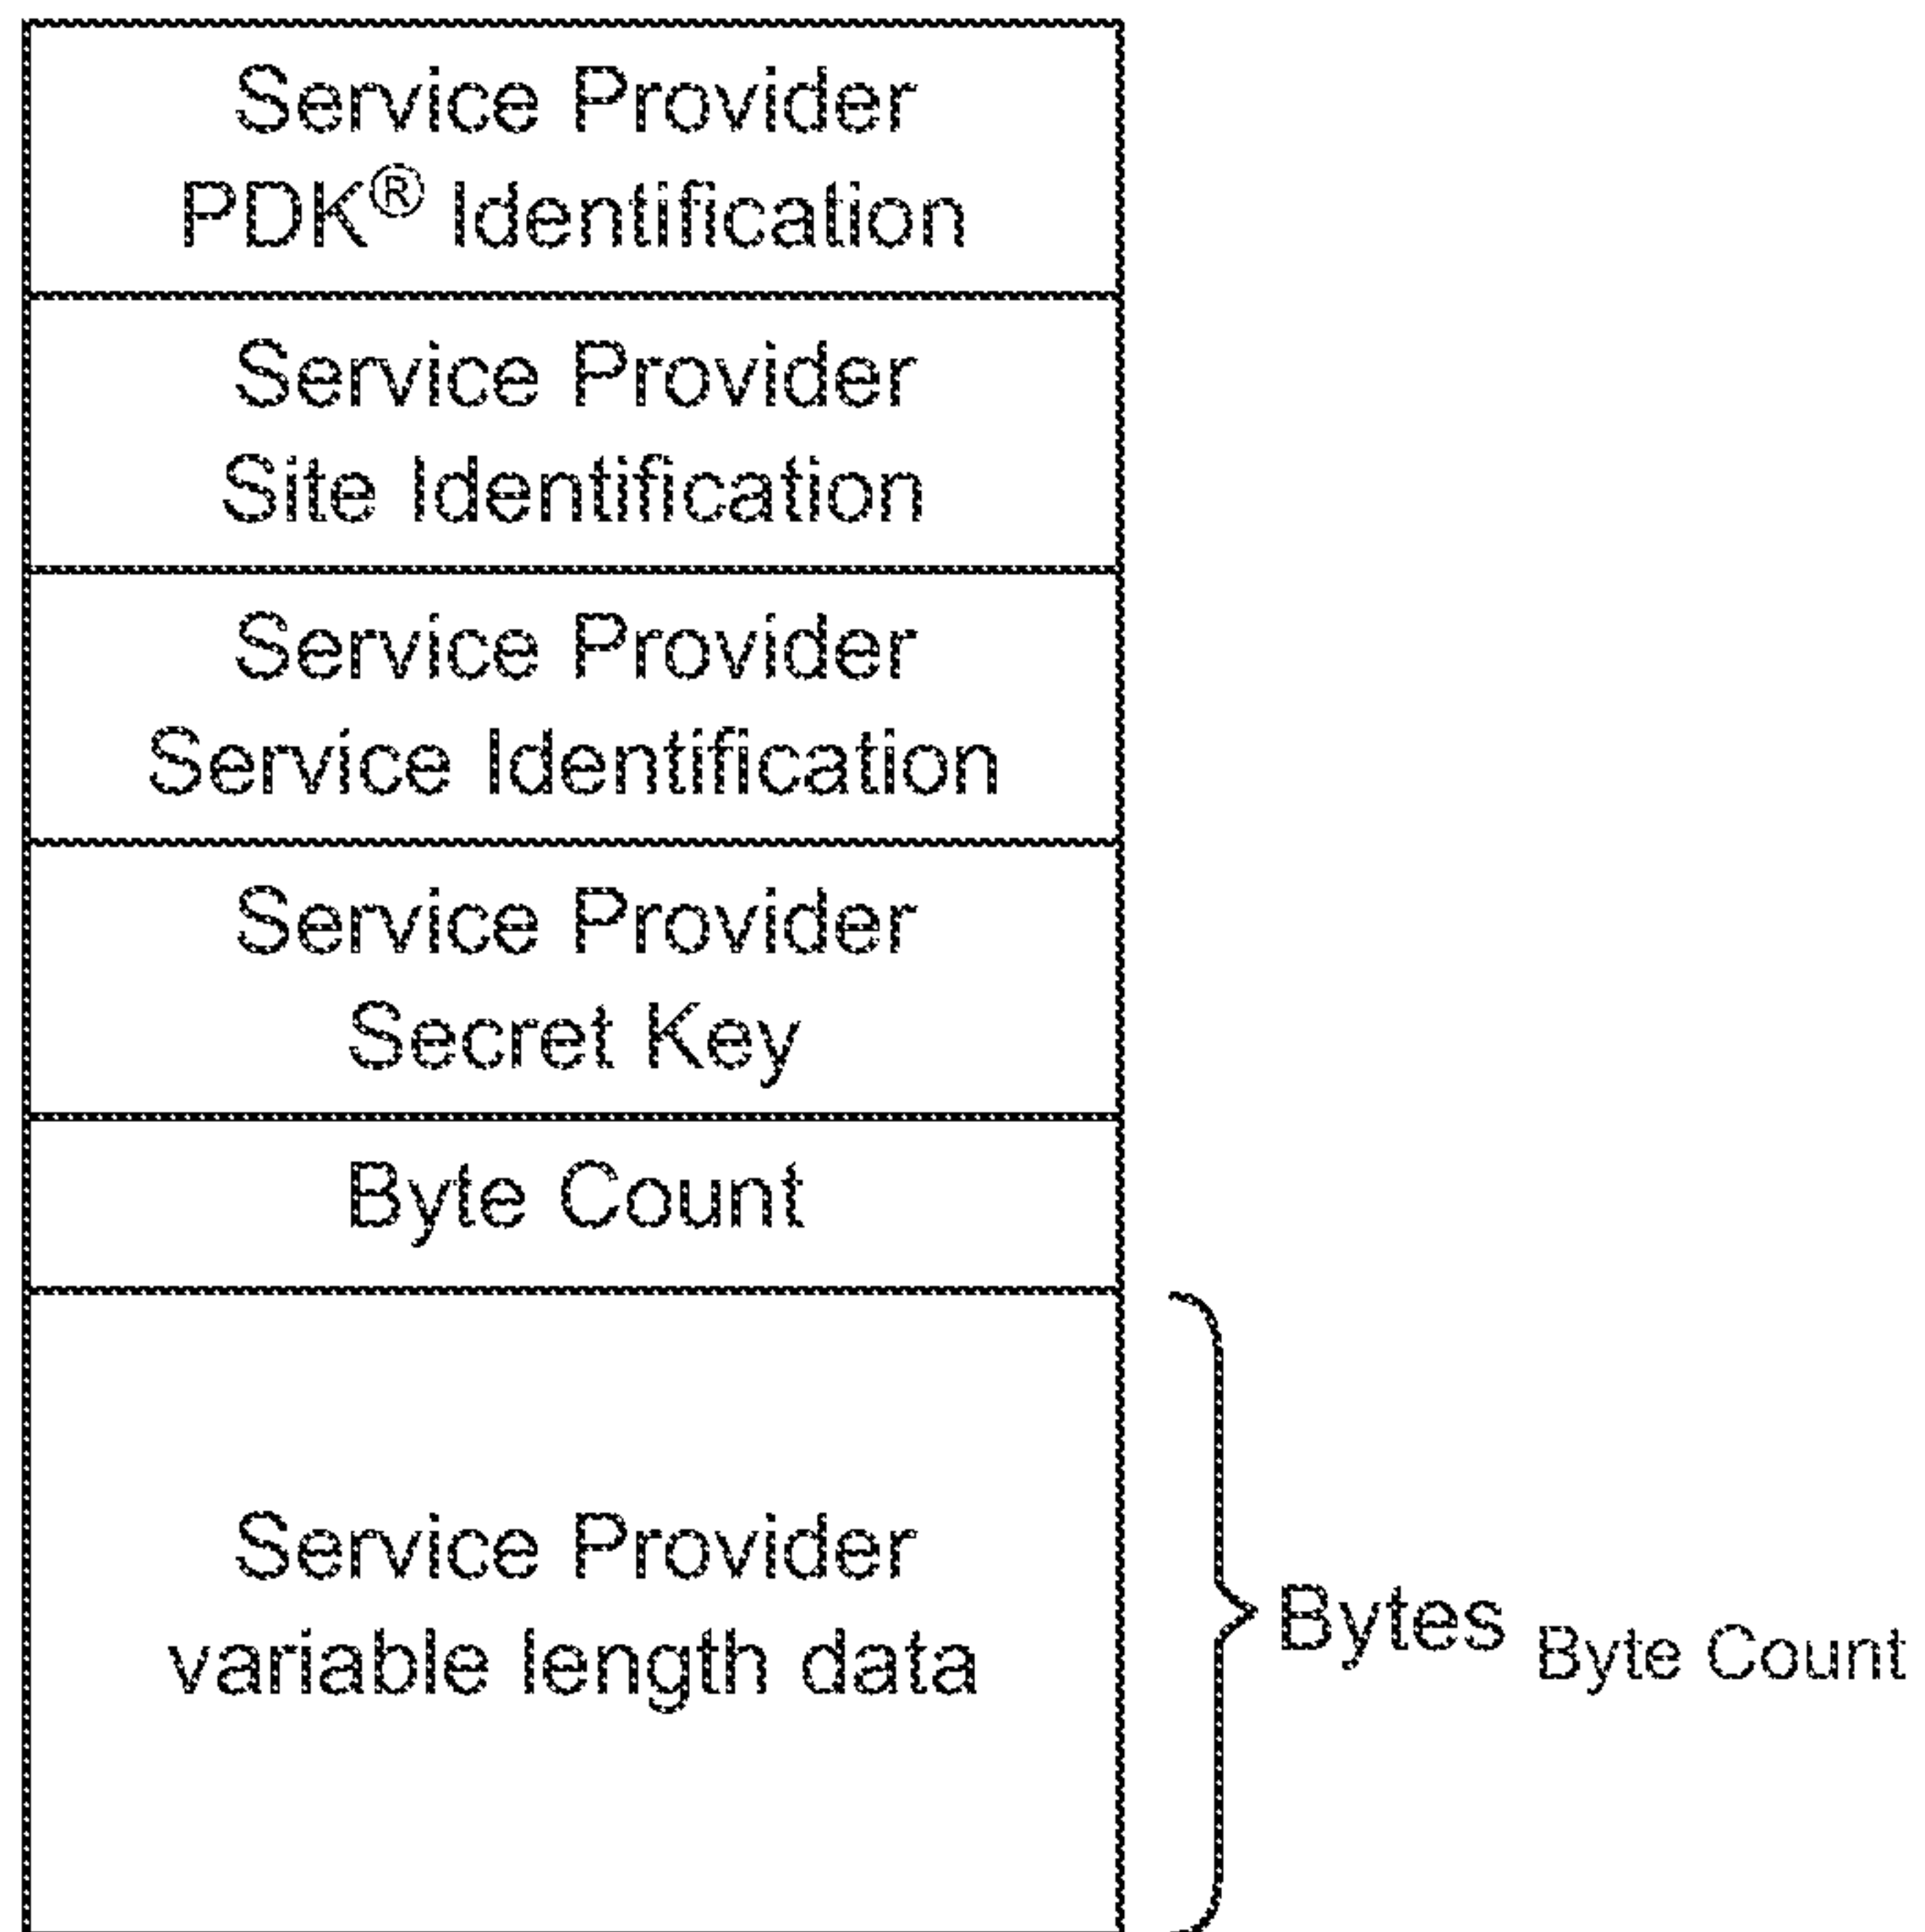 Service Provider
PDK® Identification
Service Provider
Site Identification
Service Provider
Service Identification
Service Provider
Secret Key
Byte Count
Service Provider
variable length data
Bytes Byte Count